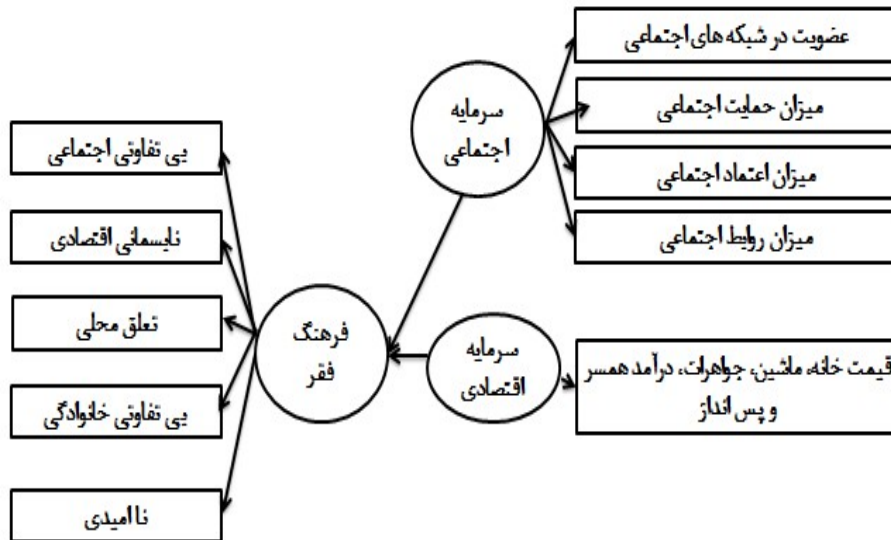 عضویت در شبکه های اجتماعی
میزان حمایت اجتماعی
میزان اعتماد اجتماعی
میزان روابط اجتماعی
سرمایه
اجتماعی
قیمت خانه، ماشین، جواهرات، درآمد همسر
و پس انداز
سرمایه
اقتصادی
فرهنگ
فقر
بی تفاوتی اجتماعی
نابسمانی اقتصادی
تعلق محلی
بی تفاوتی خانوادگی
نا امیدی